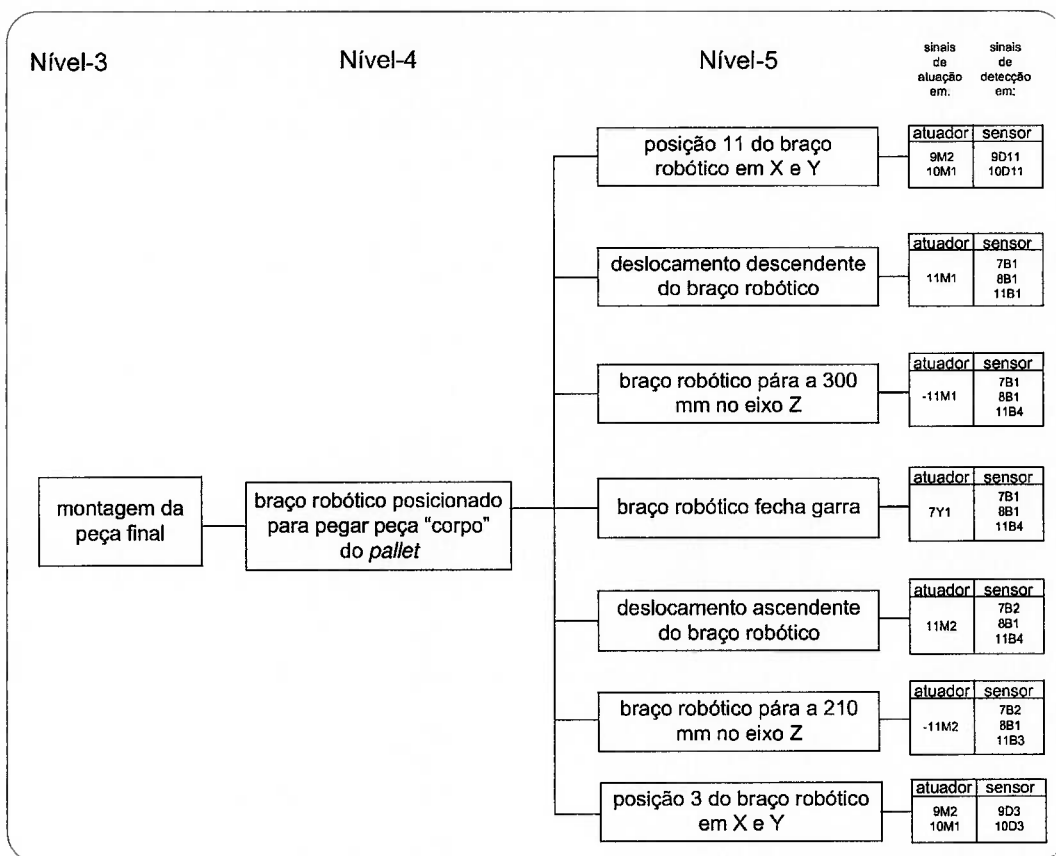 Nível-3
Nível-4
Nível-5
sinais
de
atuação
em:
sinais
de
detecção
em:
posição 11 do braço
robótico em X e Y
atuador sensor
9M2 9D11
10M1 10D11
deslocamento descendente
do braço robótico
atuador sensor
7B1
11M1 8B1
11B1
braço robótico pára a 300
mm no eixo Z
atuador sensor
7B1
-11M1 8B1
11B4
montagem da
peça final
braço robótico posicionado
para pegar peça "corpo"
do pallet
braço robótico fecha garra
atuador sensor
7B1
7Y1 8B1
11B4
deslocamento ascendente
do braço robótico
atuador sensor
7B2
11M2 8B1
11B4
braço robótico pára a 210
mm no eixo Z
atuador sensor
7B2
-11M2 8B1
11B3
posição 3 do braço robótico
em X e Y
atuador sensor
9M2 9D3
10M1 10D3